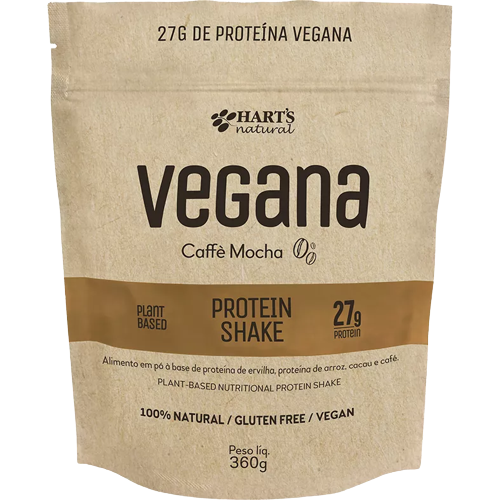 27G DE PROTEÍNA VEGANA
HART'S
natural
vegana
Caffè Mocha
PLANT
BASED
PROTEIN
SHAKE
27g
PROTEIN
Alimento em pó à base de proteína de ervilha, proteína de arroz, cacau e café.
PLANT-BASED NUTRITIONAL PROTEIN SHAKE
100% NATURAL / GLUTEN FREE / VEGAN
Peso líq.
360g